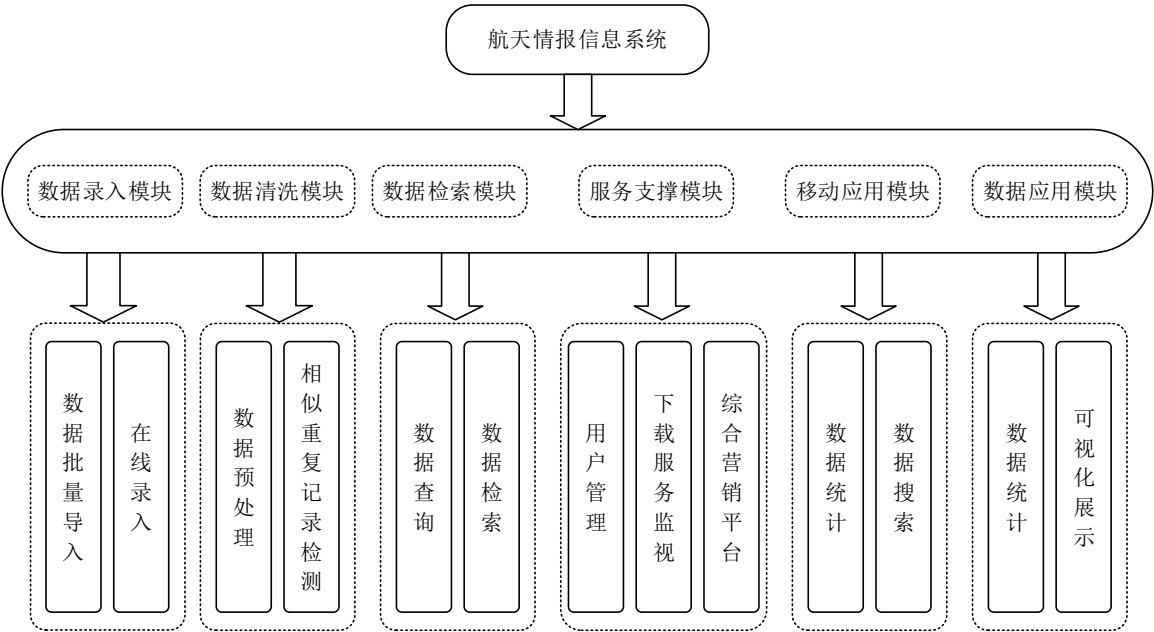 航天情报信息系统
数据录入模块
数据清洗模块
数据检索模块
服务支撑模块
移动应用模块
数据应用模块
数据批量导入
在线录入
数据预处理
相似重复记录检测
数据查询
数据检索
用户管理
下载服务监视
综合营销平台
数据统计
数据搜索
数据统计
可视化展示